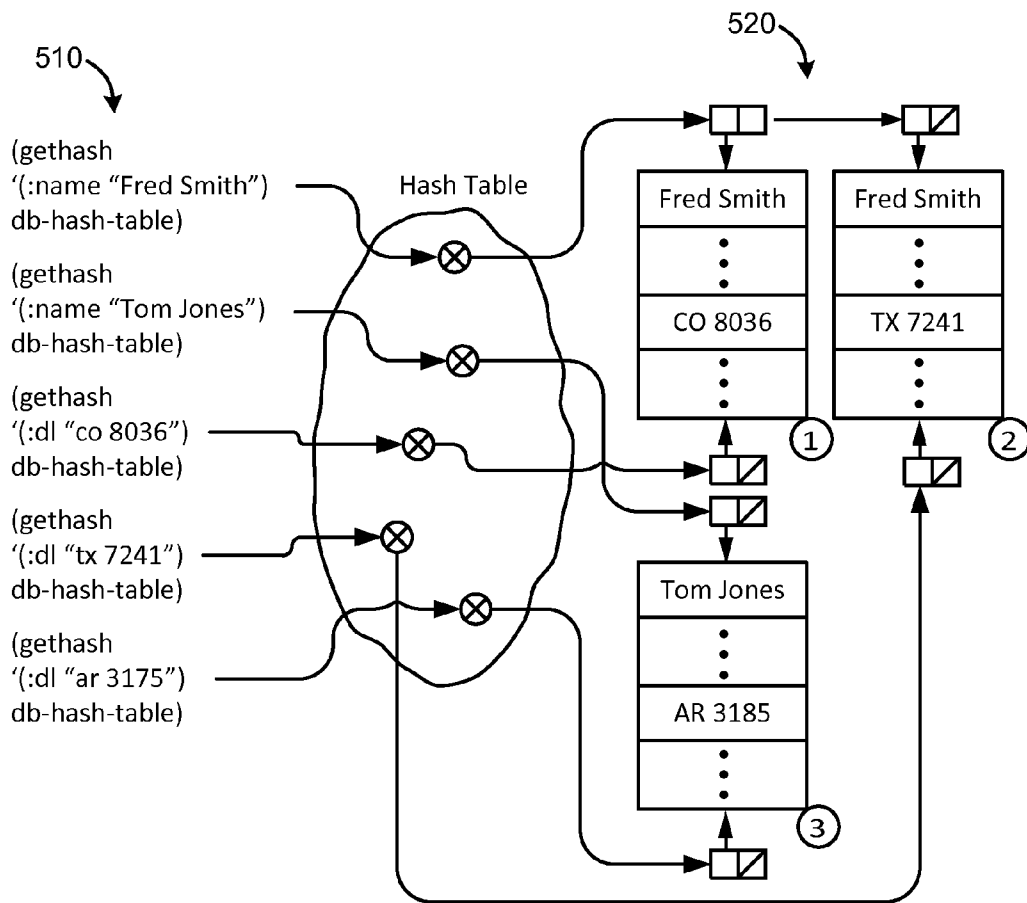 510
520
(gethash
‘(:name “Fred Smith”)
db-hash-table)
(gethash
‘(:name “Tom Jones”)
db-hash-table)
(gethash
‘(:dl “co 8036”)
db-hash-table)
(gethash
‘(:dl “tx 7241”)
db-hash-table)
(gethash
‘(:dl “ar 3175”)
db-hash-table)
Hash Table
Fred Smith
CO 8036
1
Fred Smith
TX 7241
2
Tom Jones
AR 3185
3